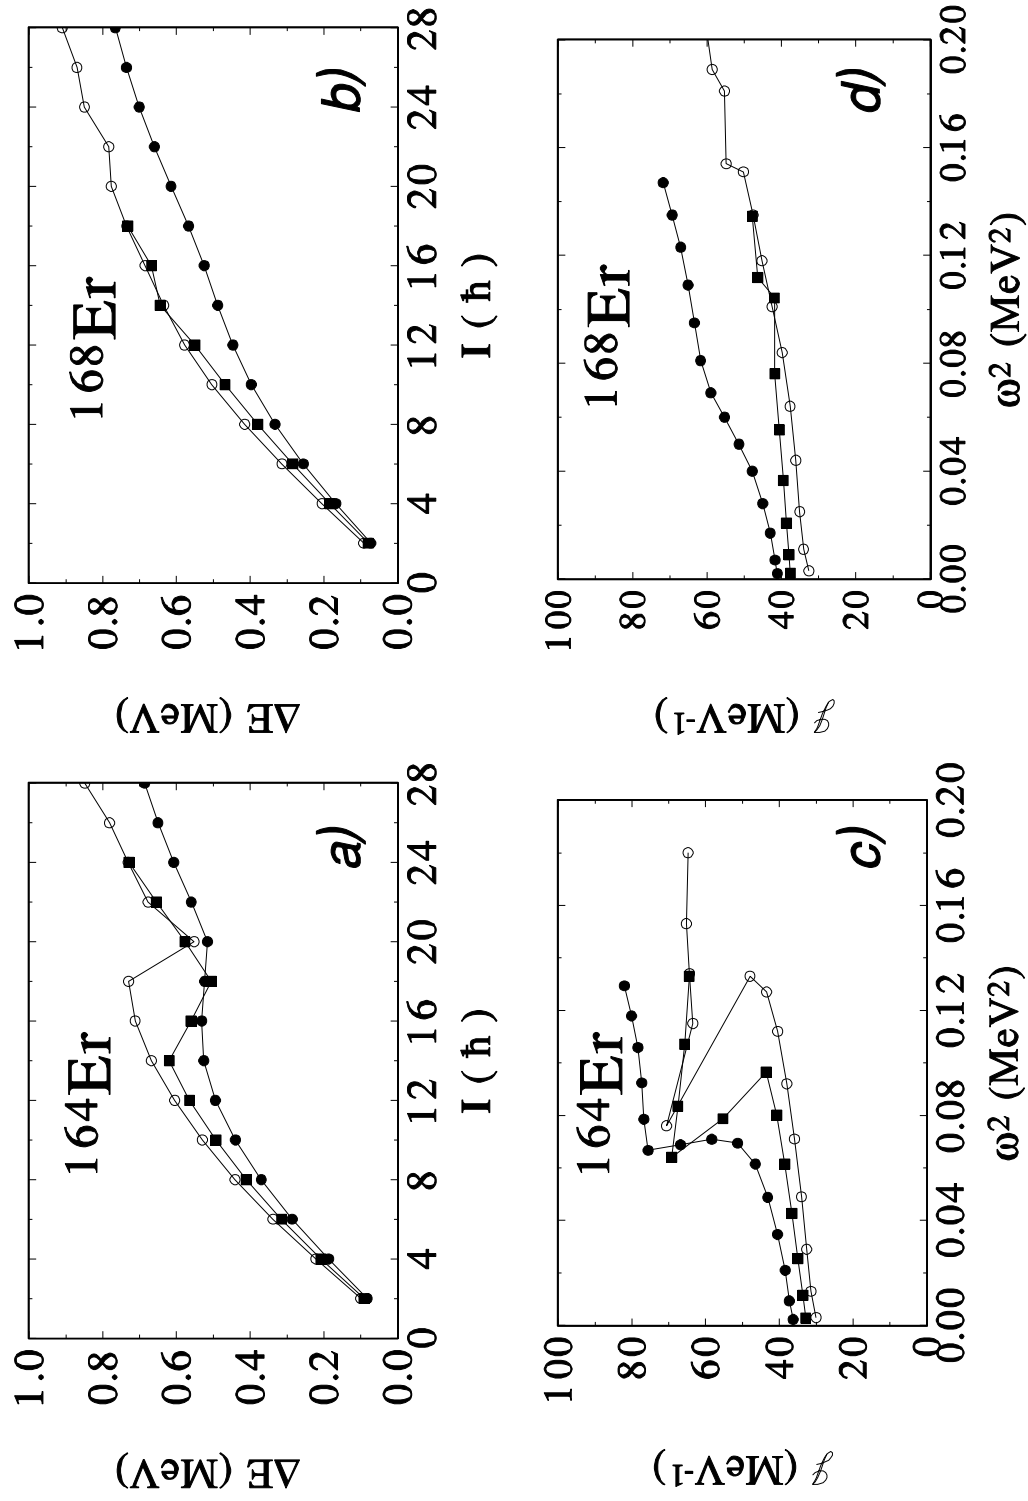 ΔE (MeV)
1.0
0.8
0.6
0.4
0.2
0.0
164Er
a)
0 4 8 12 16 20 24 28
I ( ħ )
ΔE (MeV)
1.0
0.8
0.6
0.4
0.2
0.0
168Er
b)
0 4 8 12 16 20 24 28
I ( ħ )
𝒥 (MeV-1)
100
80
60
40
20
0
164Er
c)
0.00 0.04 0.08 0.12 0.16 0.20
ω2 (MeV2)
𝒥 (MeV-1)
100
80
60
40
20
0
168Er
d)
0.00 0.04 0.08 0.12 0.16 0.20
ω2 (MeV2)